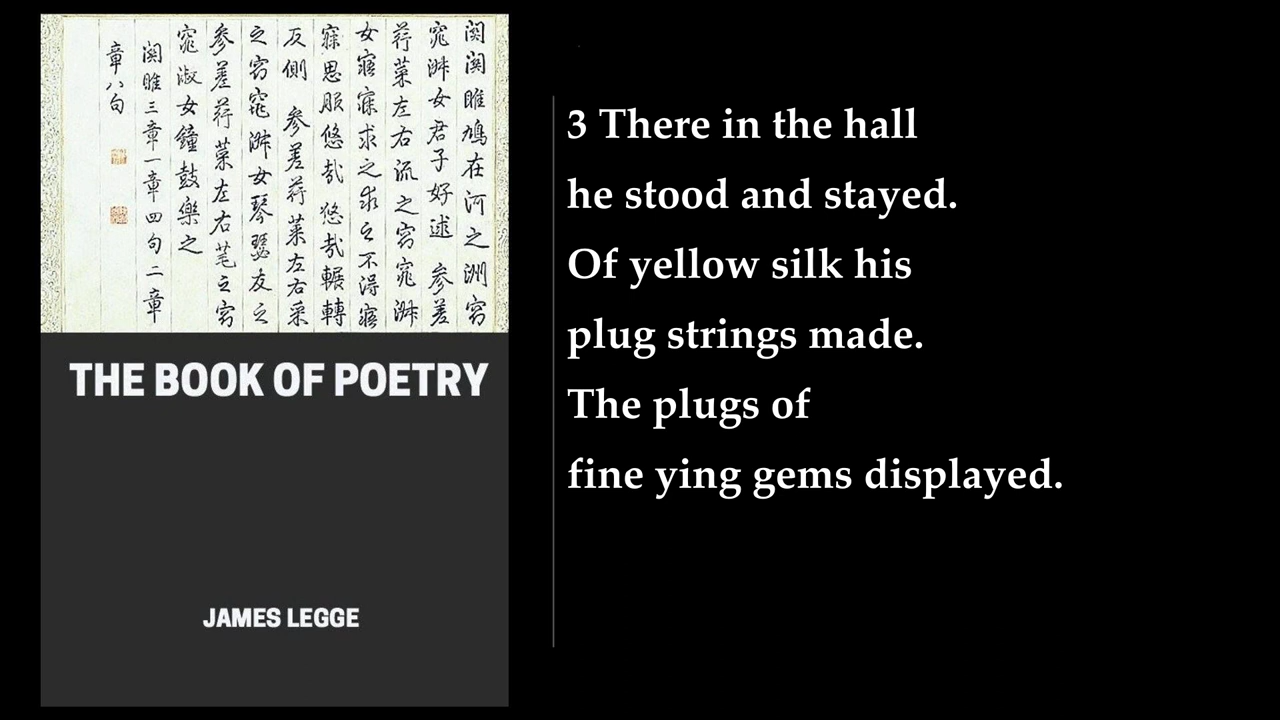 關關雎鳩在河之洲窈
窕淑女君子好逑 參差
荇菜左右流之窈窕淑
女寤寐求之求之不得寤
寐思服悠哉悠哉輾轉
反側 參差荇菜左右采
之窈窕淑女琴瑟友之
參差荇菜左右芼之窈
窕淑女鐘鼓樂之
關雎三章一章四句二章
章八句
THE BOOK OF POETRY
JAMES LEGGE
3 There in the hall
he stood and stayed.
Of yellow silk his
plug strings made.
The plugs of
fine ying gems displayed.